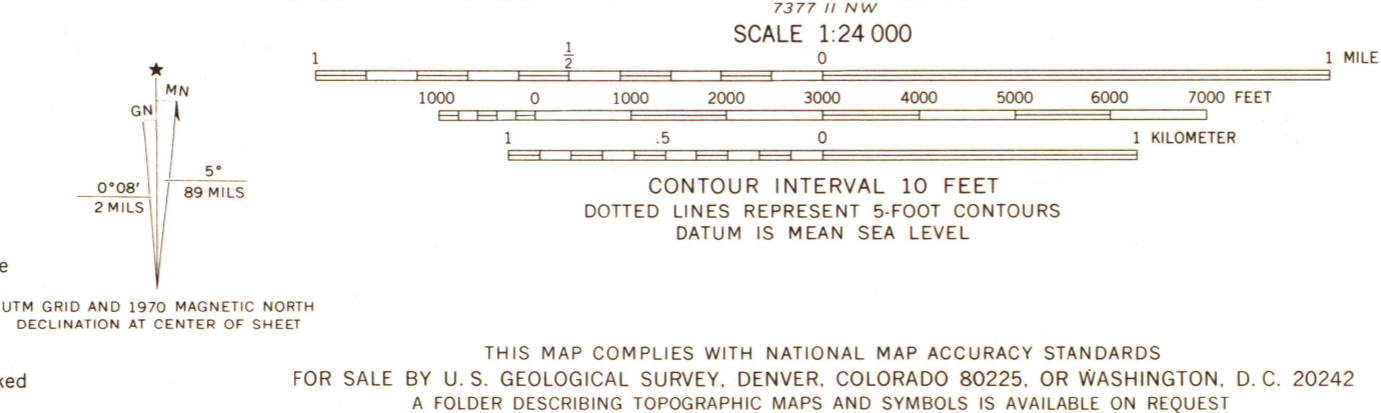 7377 II NW
SCALE 1:24 000
1 1/2 0 1 MILE
1000 0 1000 2000 3000 4000 5000 6000 7000 FEET
1 .5 0 1 KILOMETER
CONTOUR INTERVAL 10 FEET
DOTTED LINES REPRESENT 5-FOOT CONTOURS
DATUM IS MEAN SEA LEVEL
★
MN
GN
5°
89 MILS
0°08′
2 MILS
e
UTM GRID AND 1970 MAGNETIC NORTH
DECLINATION AT CENTER OF SHEET
THIS MAP COMPLIES WITH NATIONAL MAP ACCURACY STANDARDS
ked
FOR SALE BY U. S. GEOLOGICAL SURVEY, DENVER, COLORADO 80225, OR WASHINGTON, D. C. 20242
A FOLDER DESCRIBING TOPOGRAPHIC MAPS AND SYMBOLS IS AVAILABLE ON REQUEST